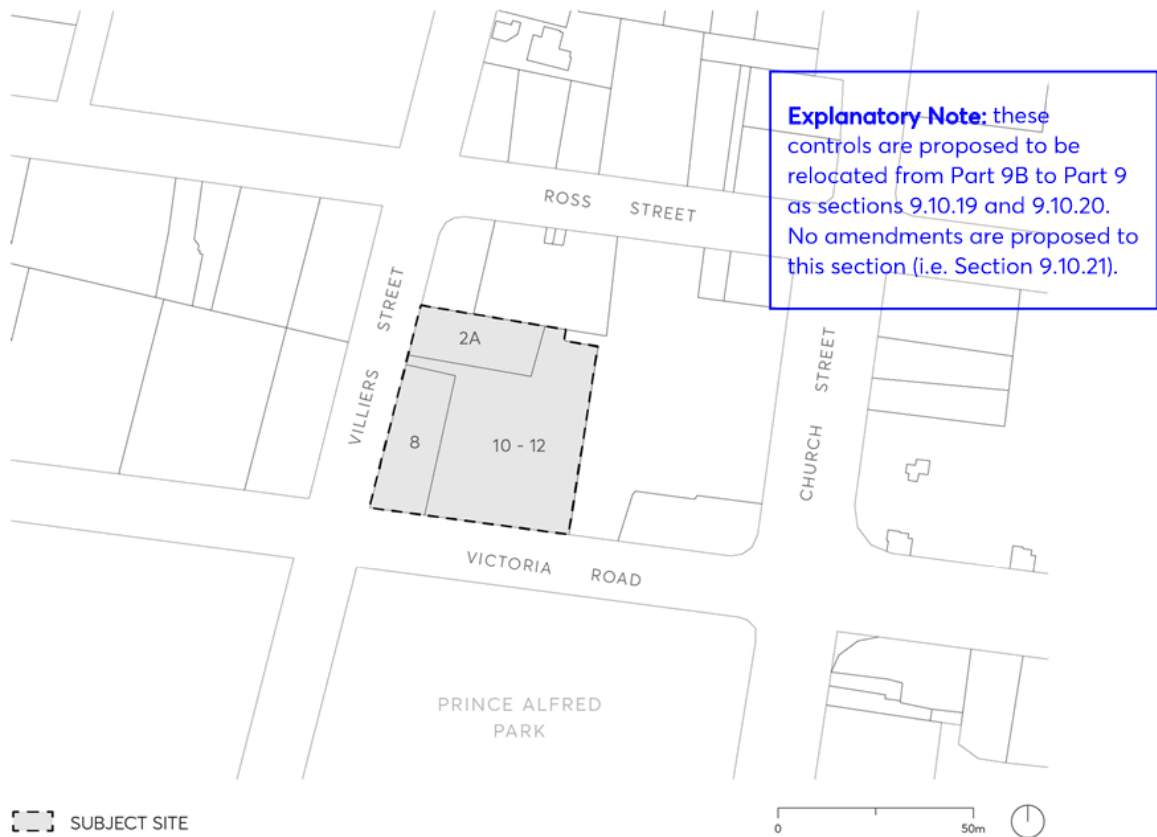 Explanatory Note: these
controls are proposed to be
relocated from Part 9B to Part 9
as sections 9.10.19 and 9.10.20.
No amendments are proposed to
this section (i.e. Section 9.10.21).
ROSS STREET
VILLIERS STREET
2A
8
10 - 12
CHURCH STREET
VICTORIA ROAD
PRINCE ALFRED
PARK
SUBJECT SITE
0
50m